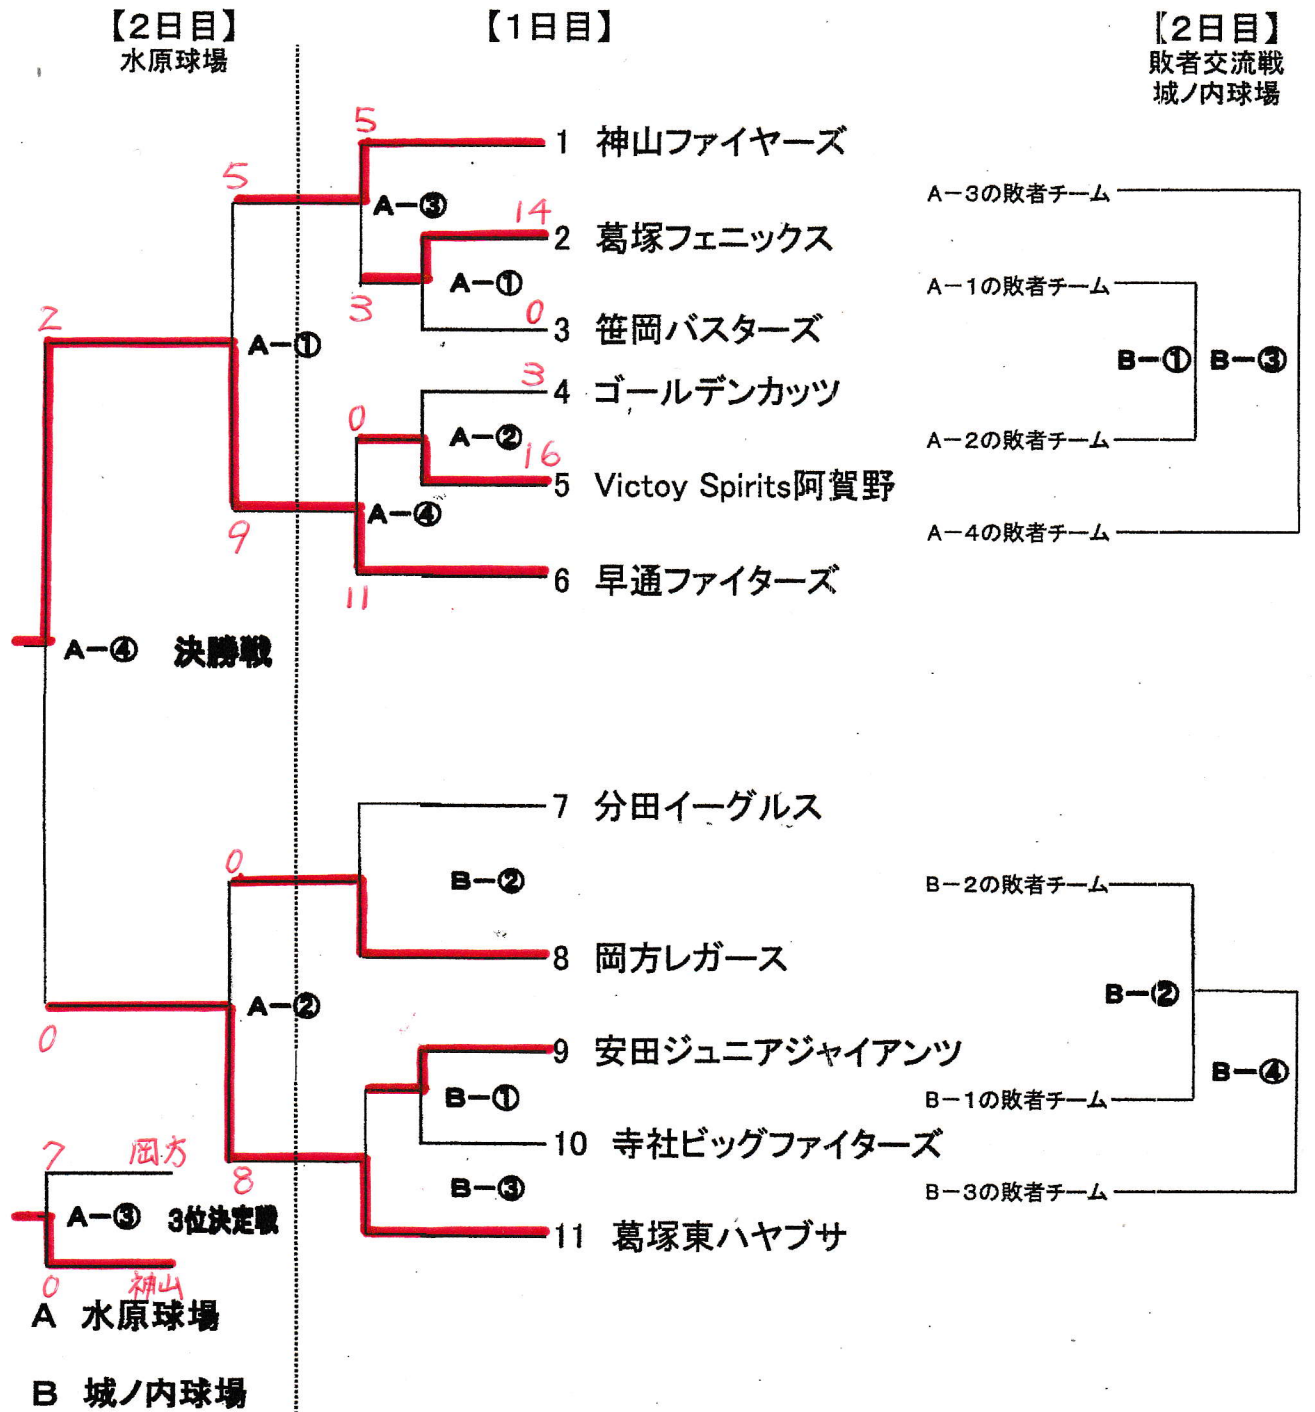 【2日目】
水原球場
【1日目】
【2日目】
敗者交流戦
城ノ内球場
5
1 神山ファイヤーズ
5
A-③
14
2 葛塚フェニックス
A-①
3
0
3 笹岡バスターズ
2
A-①
3
4 ゴールデンカッツ
0
A-②
16
5 Victoy Spirits阿賀野
9
A-④
11
6 早通ファイターズ
A-④ 決勝戦
7 分田イーグルス
0
B-②
8 岡方レガース
A-②
0
9 安田ジュニアジャイアンツ
B-①
10 寺社ビッグファイターズ
8
B-③
11 葛塚東ハヤブサ
7 岡方
A-③ 3位決定戦
0 神山
A 水原球場
B 城ノ内球場
A-3の敗者チーム
A-1の敗者チーム
B-① B-③
A-2の敗者チーム
A-4の敗者チーム
B-2の敗者チーム
B-②
B-④
B-1の敗者チーム
B-3の敗者チーム